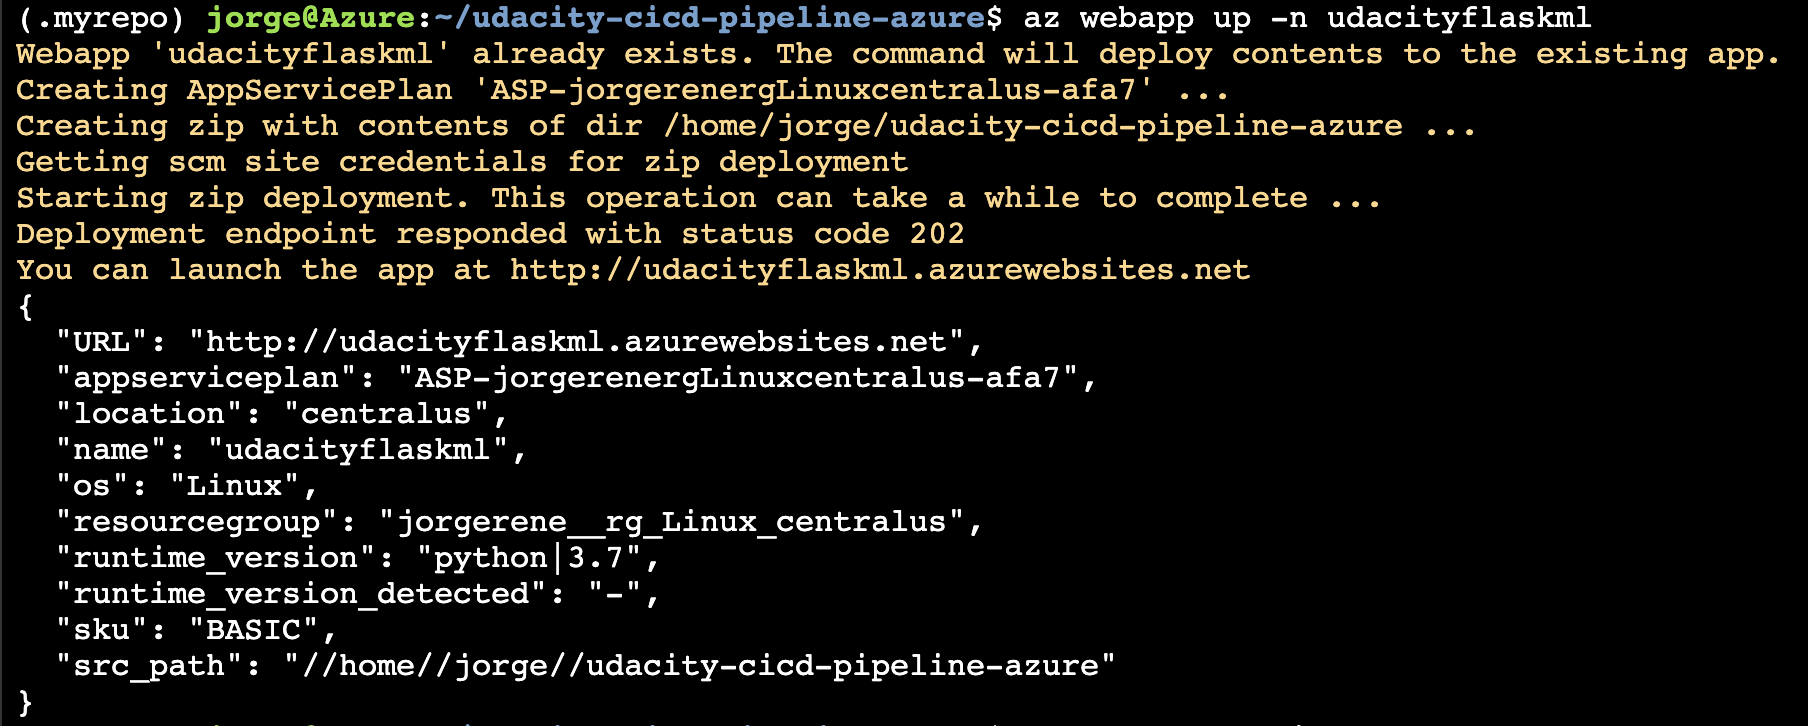 (.myrepo) jorge@Azure:~/udacity-cicd-pipeline-azure$ az webapp up -n udacityflaskml
Webapp 'udacityflaskml' already exists. The command will deploy contents to the existing app.
Creating AppServicePlan 'ASP-jorgerenergLinuxcentralus-afa7' ...
Creating zip with contents of dir /home/jorge/udacity-cicd-pipeline-azure ...
Getting scm site credentials for zip deployment
Starting zip deployment. This operation can take a while to complete ...
Deployment endpoint responded with status code 202
You can launch the app at http://udacityflaskml.azurewebsites.net
{
  "URL": "http://udacityflaskml.azurewebsites.net",
  "appserviceplan": "ASP-jorgerenergLinuxcentralus-afa7",
  "location": "centralus",
  "name": "udacityflaskml",
  "os": "Linux",
  "resourcegroup": "jorgerene__rg_Linux_centralus",
  "runtime_version": "python|3.7",
  "runtime_version_detected": "-",
  "sku": "BASIC",
  "src_path": "//home//jorge//udacity-cicd-pipeline-azure"
}